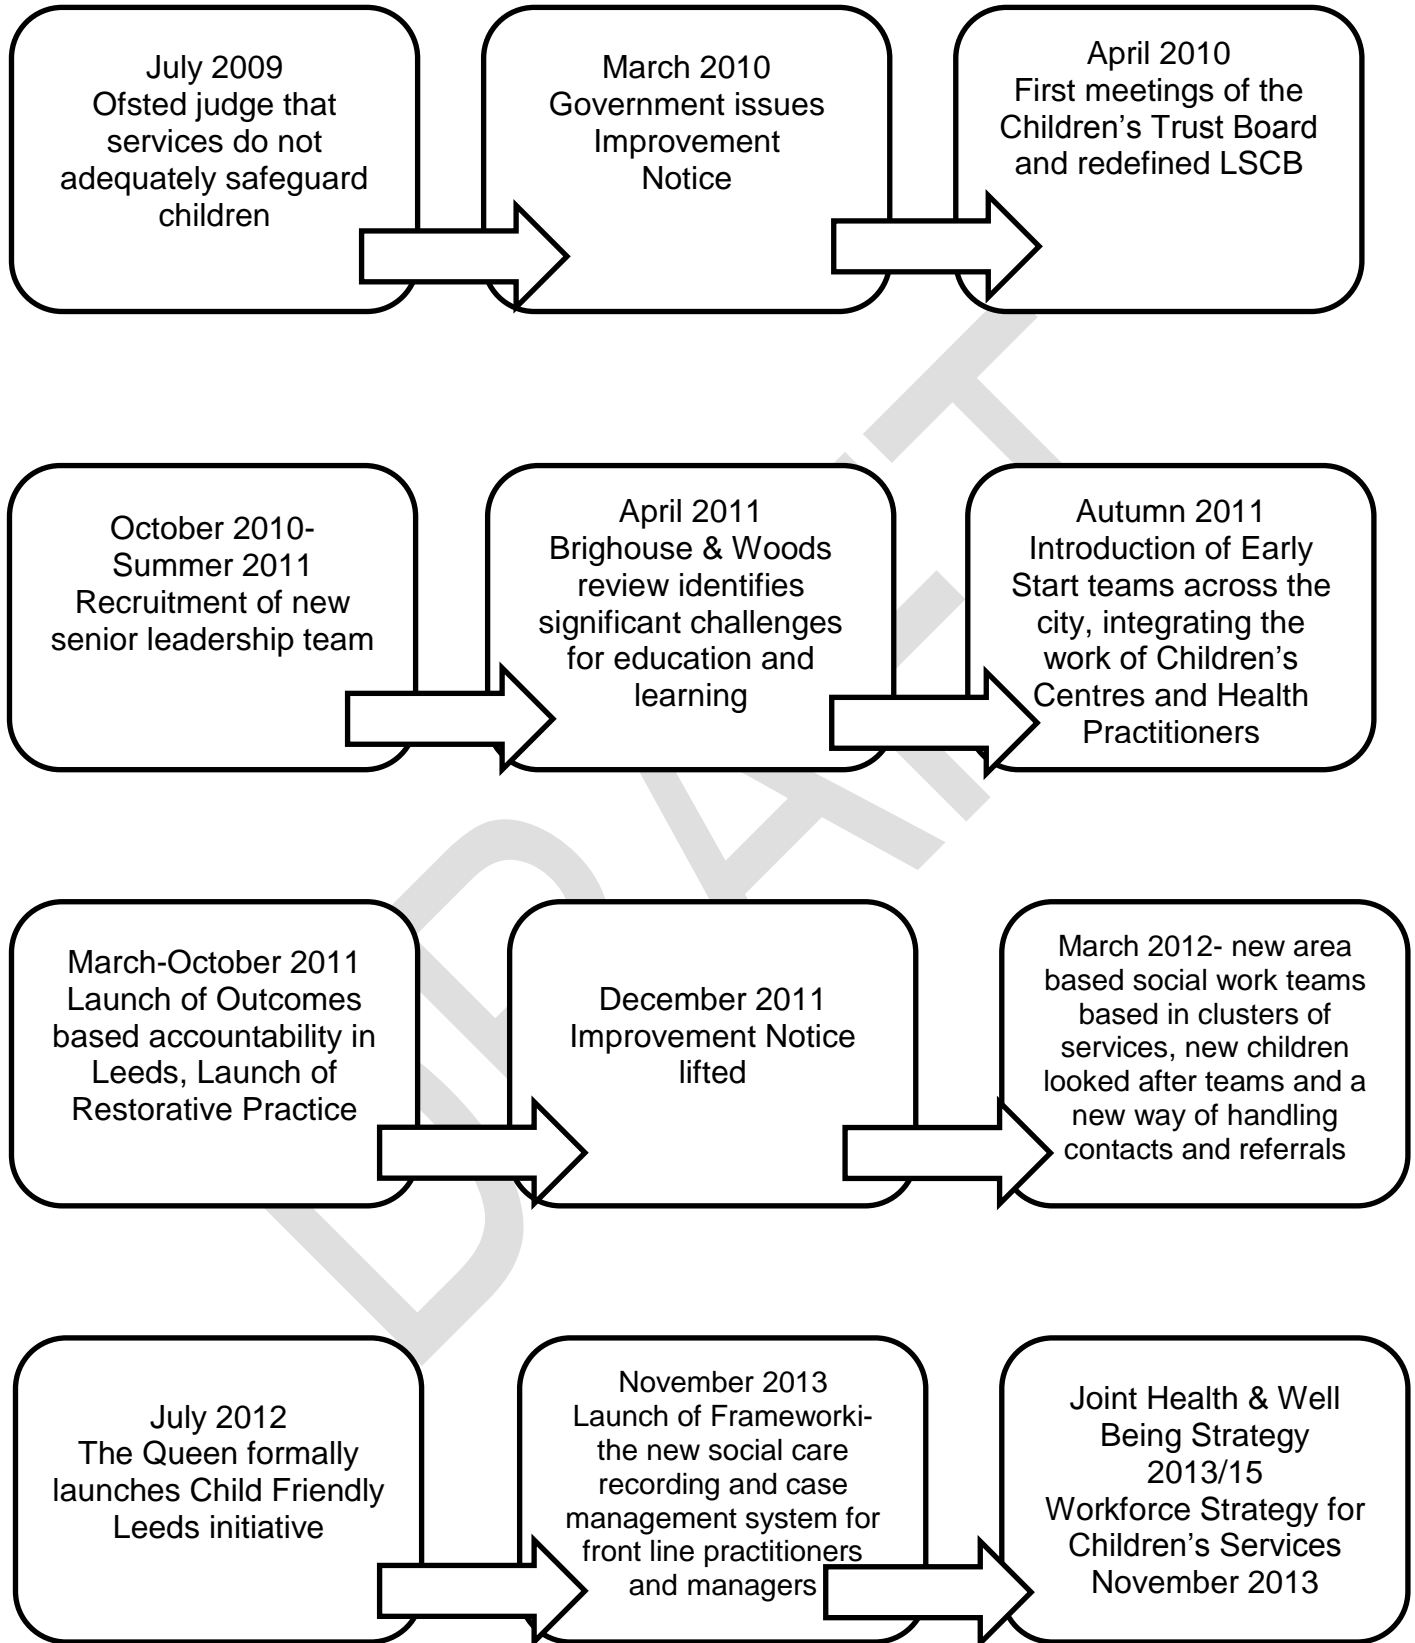 July 2009
Ofsted judge that
services do not
adequately safeguard
children
March 2010
Government issues
Improvement
Notice
April 2010
First meetings of the
Children’s Trust Board
and redefined LSCB
October 2010-
Summer 2011
Recruitment of new
senior leadership team
April 2011
Brighouse & Woods
review identifies
significant challenges
for education and
learning
Autumn 2011
Introduction of Early
Start teams across the
city, integrating the
work of Children’s
Centres and Health
Practitioners
March-October 2011
Launch of Outcomes
based accountability in
Leeds, Launch of
Restorative Practice
December 2011
Improvement Notice
lifted
March 2012- new area
based social work teams
based in clusters of
services, new children
looked after teams and a
new way of handling
contacts and referrals
July 2012
The Queen formally
launches Child Friendly
Leeds initiative
November 2013
Launch of Frameworki-
the new social care
recording and case
management system for
front line practitioners
and managers
Joint Health & Well
Being Strategy
2013/15
Workforce Strategy for
Children’s Services
November 2013
DRAFT